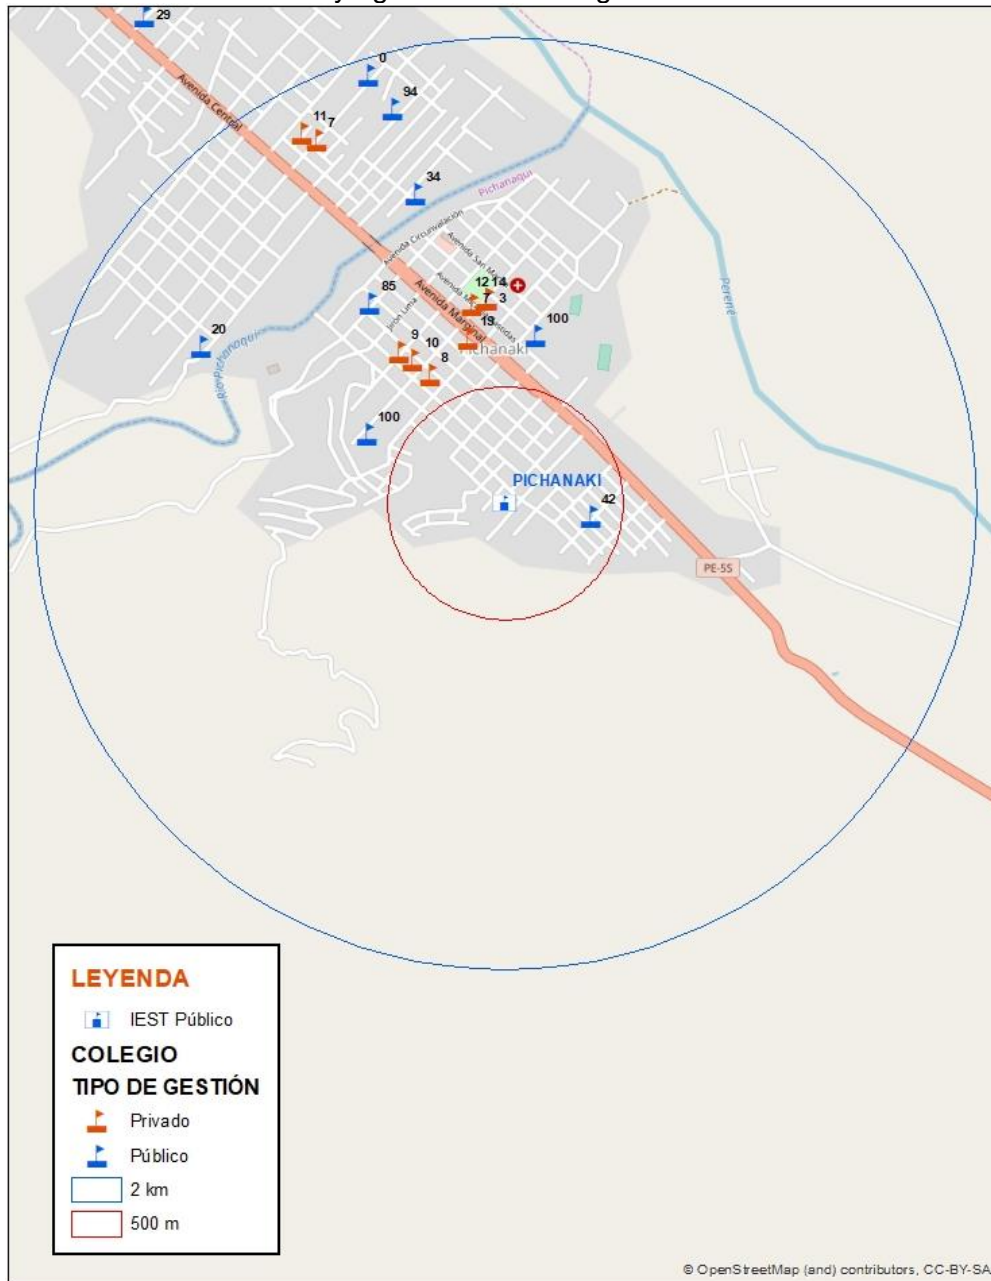 29
0
94
Avenida Central
11
7
34
Pichanaqui
Avenida Circunvalación
12
14
85
7
3
Avenida Marginal
Jirón Lima
Perené
100
20
Río Pichanaqui
9
10
8
Pichanaki
100
PICHANAKI
42
PE-5S
LEYENDA
IEST Público
COLEGIO
TIPO DE GESTIÓN
Privado
Público
2 km
500 m
© OpenStreetMap (and) contributors, CC-BY-SA